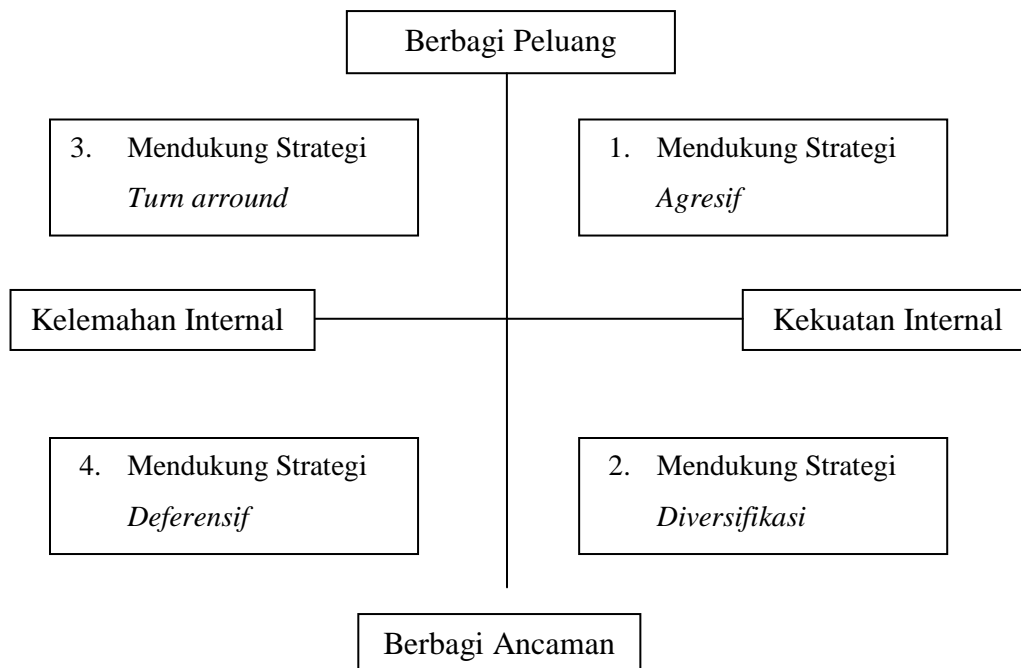 Berbagi Peluang
3. Mendukung Strategi
Turn arround
1. Mendukung Strategi
Agresif
Kelemahan Internal
Kekuatan Internal
4. Mendukung Strategi
Deferensif
2. Mendukung Strategi
Diversifikasi
Berbagi Ancaman